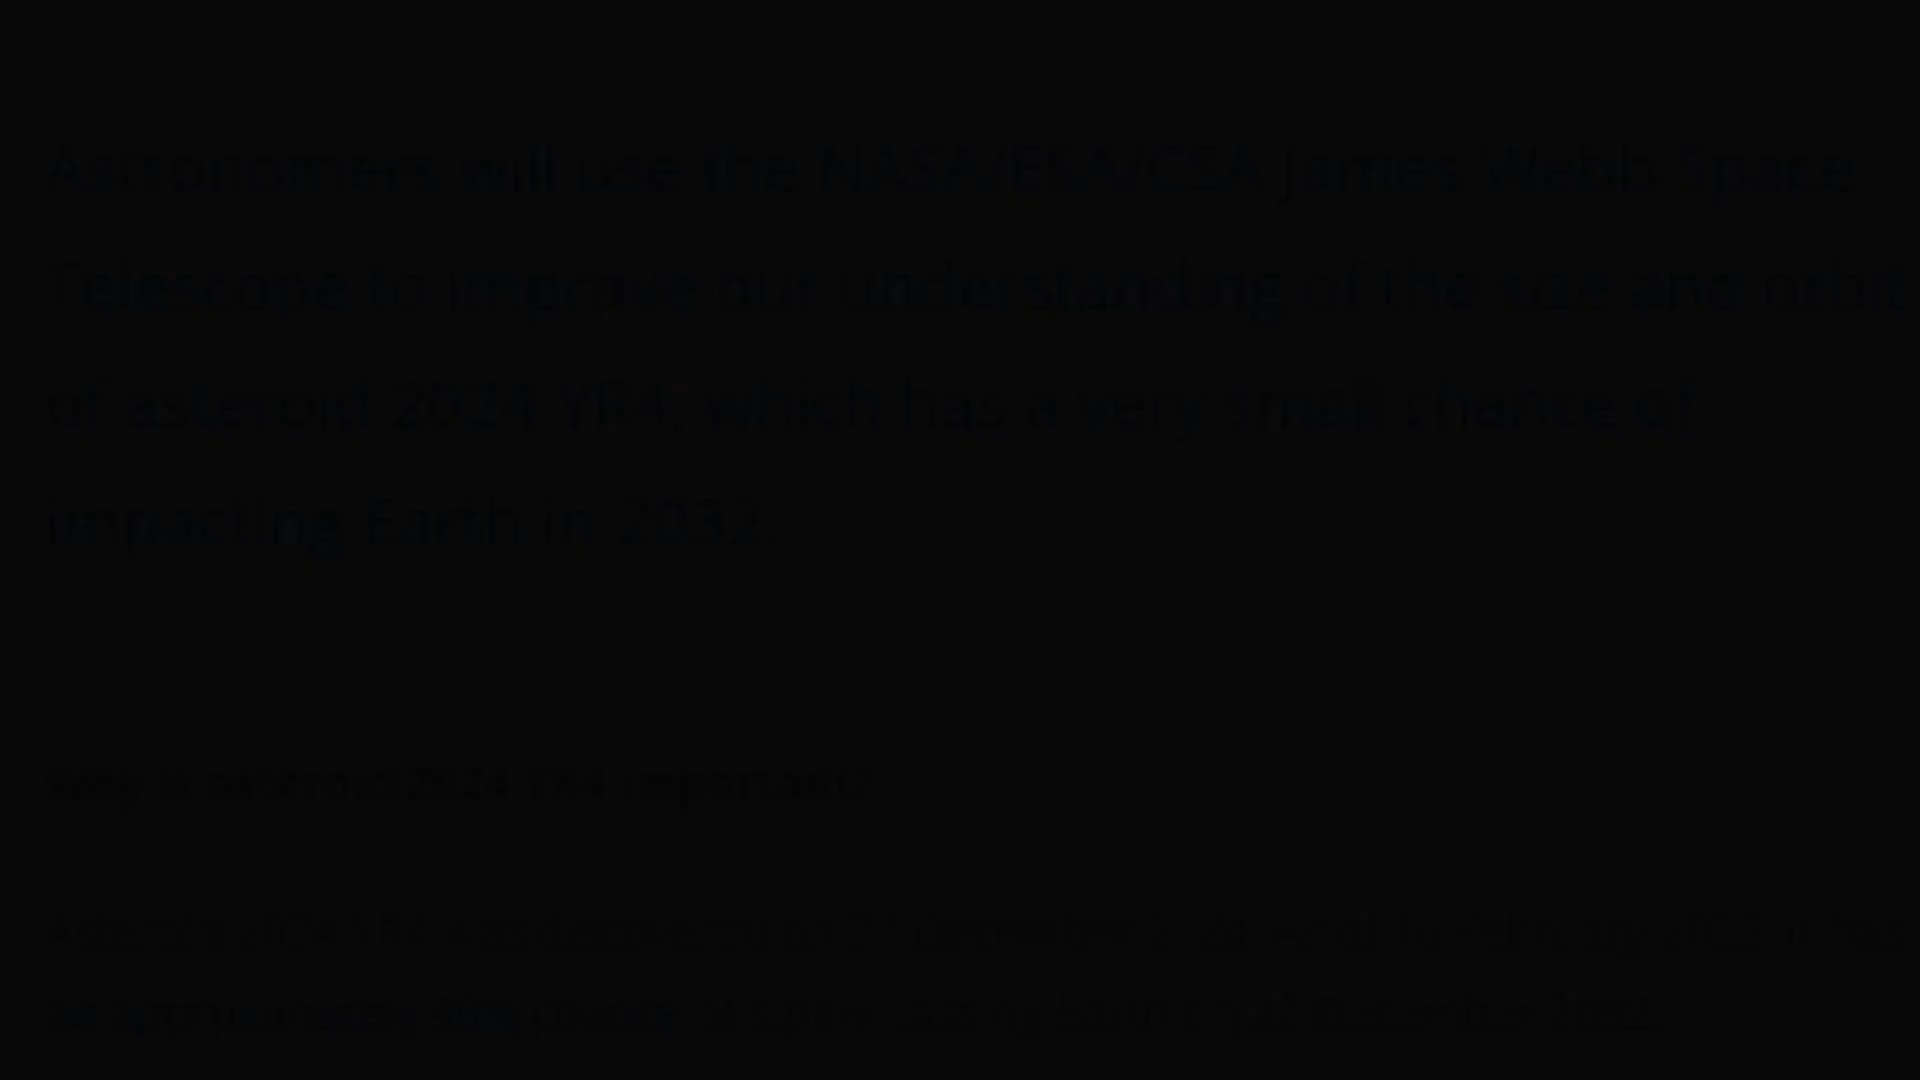 Astronomers will use the NASA/ESA/CSA James Webb Space
Telescope to improve our understanding of the size and orbit
of asteroid 2024 YR4, which has a very small chance of
impacting Earth in 2032.
Why is asteroid 2024 YR4 important?
Asteroid 2024 YR4 was discovered on 27 December 2024. As of 10 February 2025, it has
an approximately 98% chance of safely passing Earth on 22 December 2032.